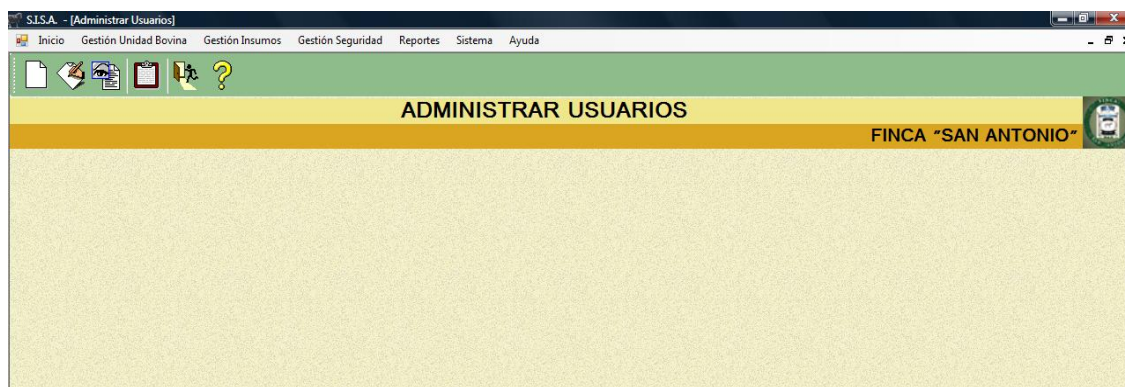 S.I.S.A. - [Administrar Usuarios]
Inicio Gestión Unidad Bovina Gestión Insumos Gestión Seguridad Reportes Sistema Ayuda
ADMINISTRAR USUARIOS
FINCA "SAN ANTONIO"